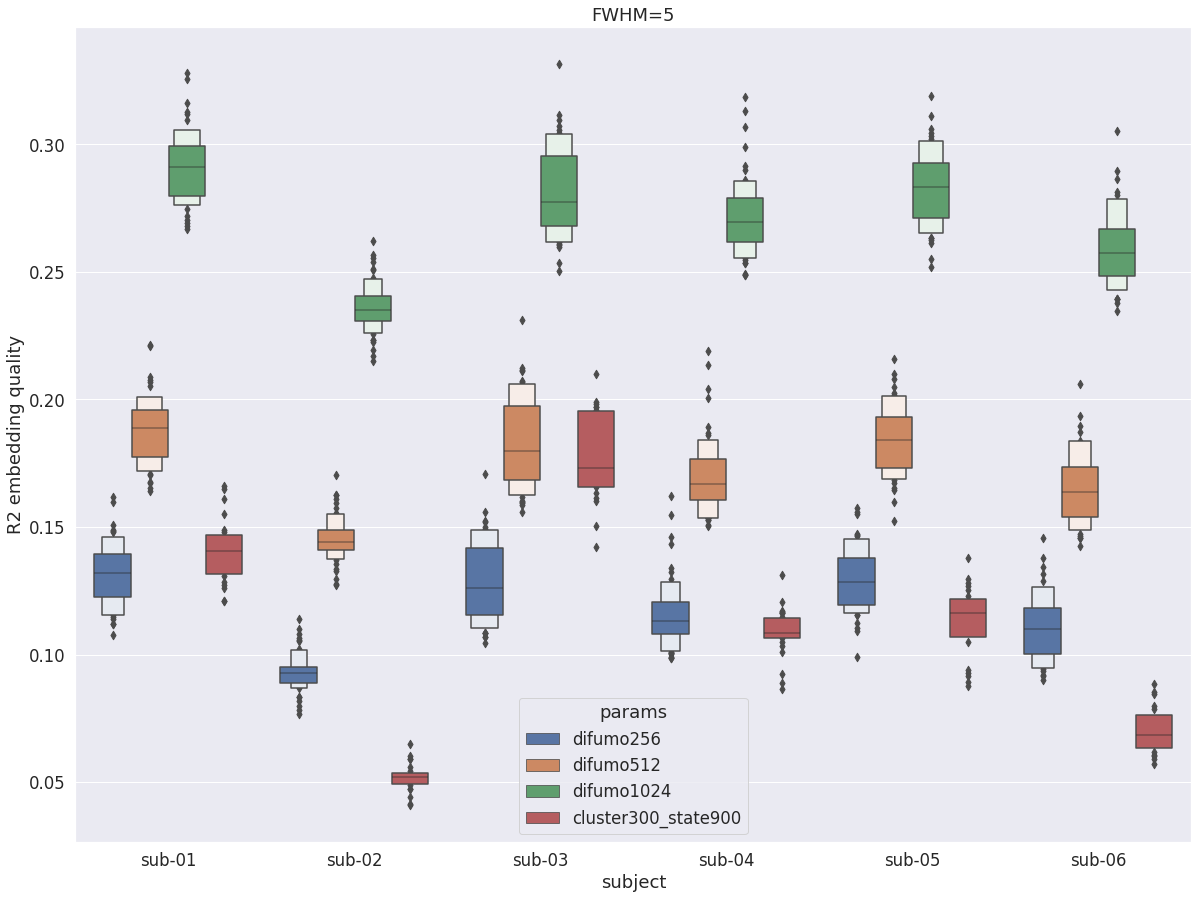 FWHM=5
R2 embedding quality
0.30
0.25
0.20
0.15
0.10
0.05
params
difumo256
difumo512
difumo1024
cluster300_state900
sub-01
sub-02
sub-03
sub-04
sub-05
sub-06
subject